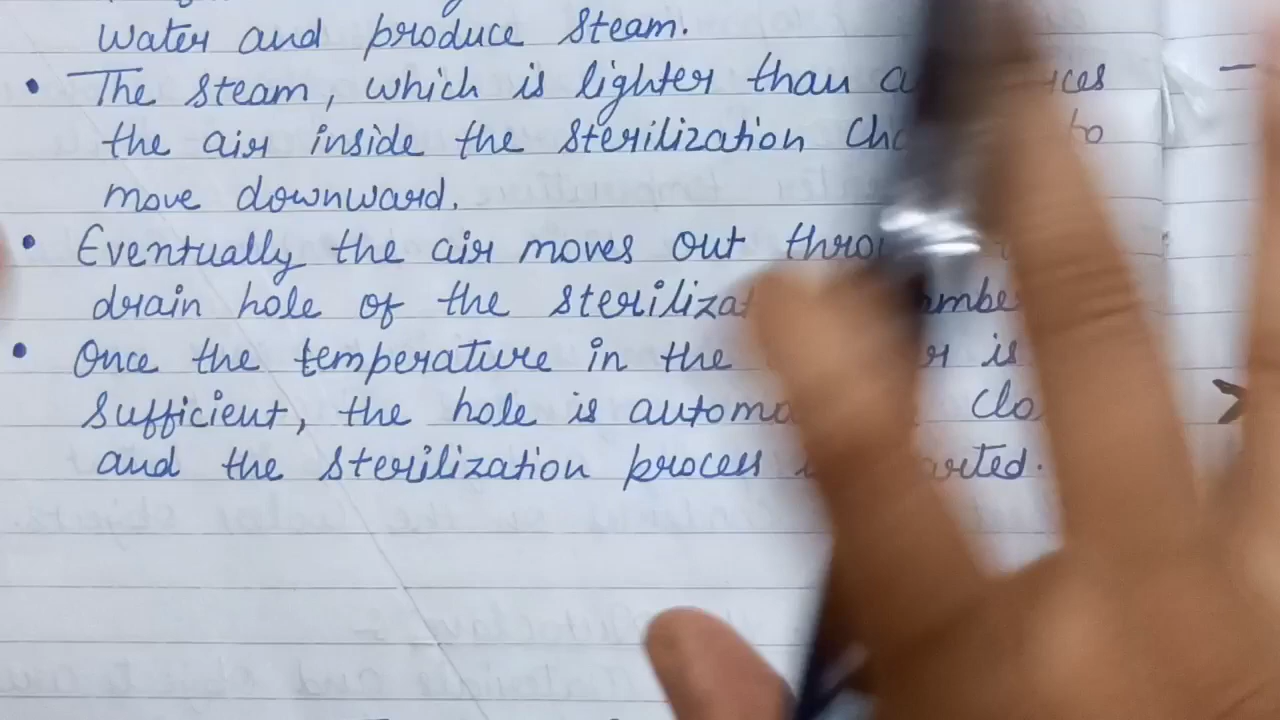 water and produce steam.
• The steam, which is lighter than
the air inside the sterilization to
move downward.
• Eventually the air moves out
drain hole of the
• Once the temperature in the is
sufficient, the hole is
and the sterilization process